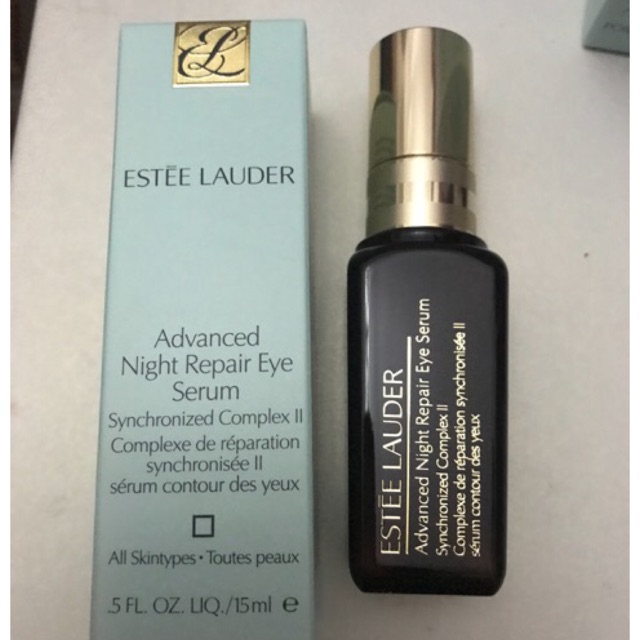 EL
ESTĒE LAUDER
Advanced
Night Repair Eye
Serum
Synchronized Complex II
Complexe de réparation
synchronisée II
sérum contour des yeux
All Skintypes • Toutes peaux
.5 FL. OZ. LIQ./15ml e
ESTĒE LAUDER
Advanced Night Repair Eye Serum
Synchronized Complex II
Complexe de réparation synchronisée II
sérum contour des yeux